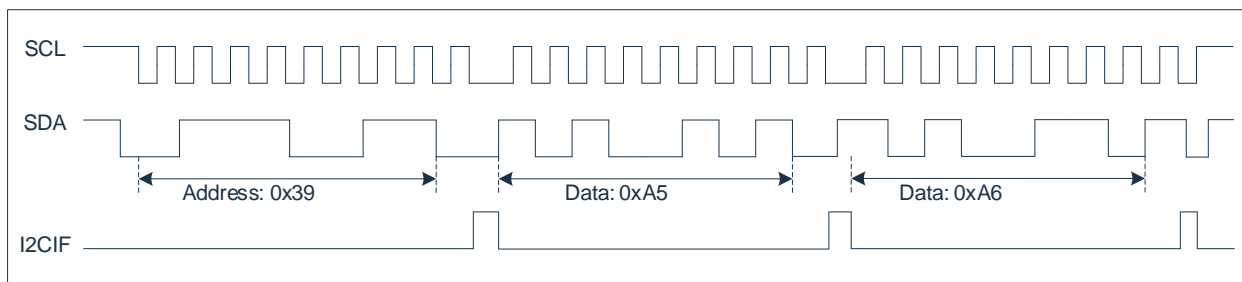 SCL
SDA
Address: 0x39 Data: 0xA5 Data: 0xA6
I2CIF